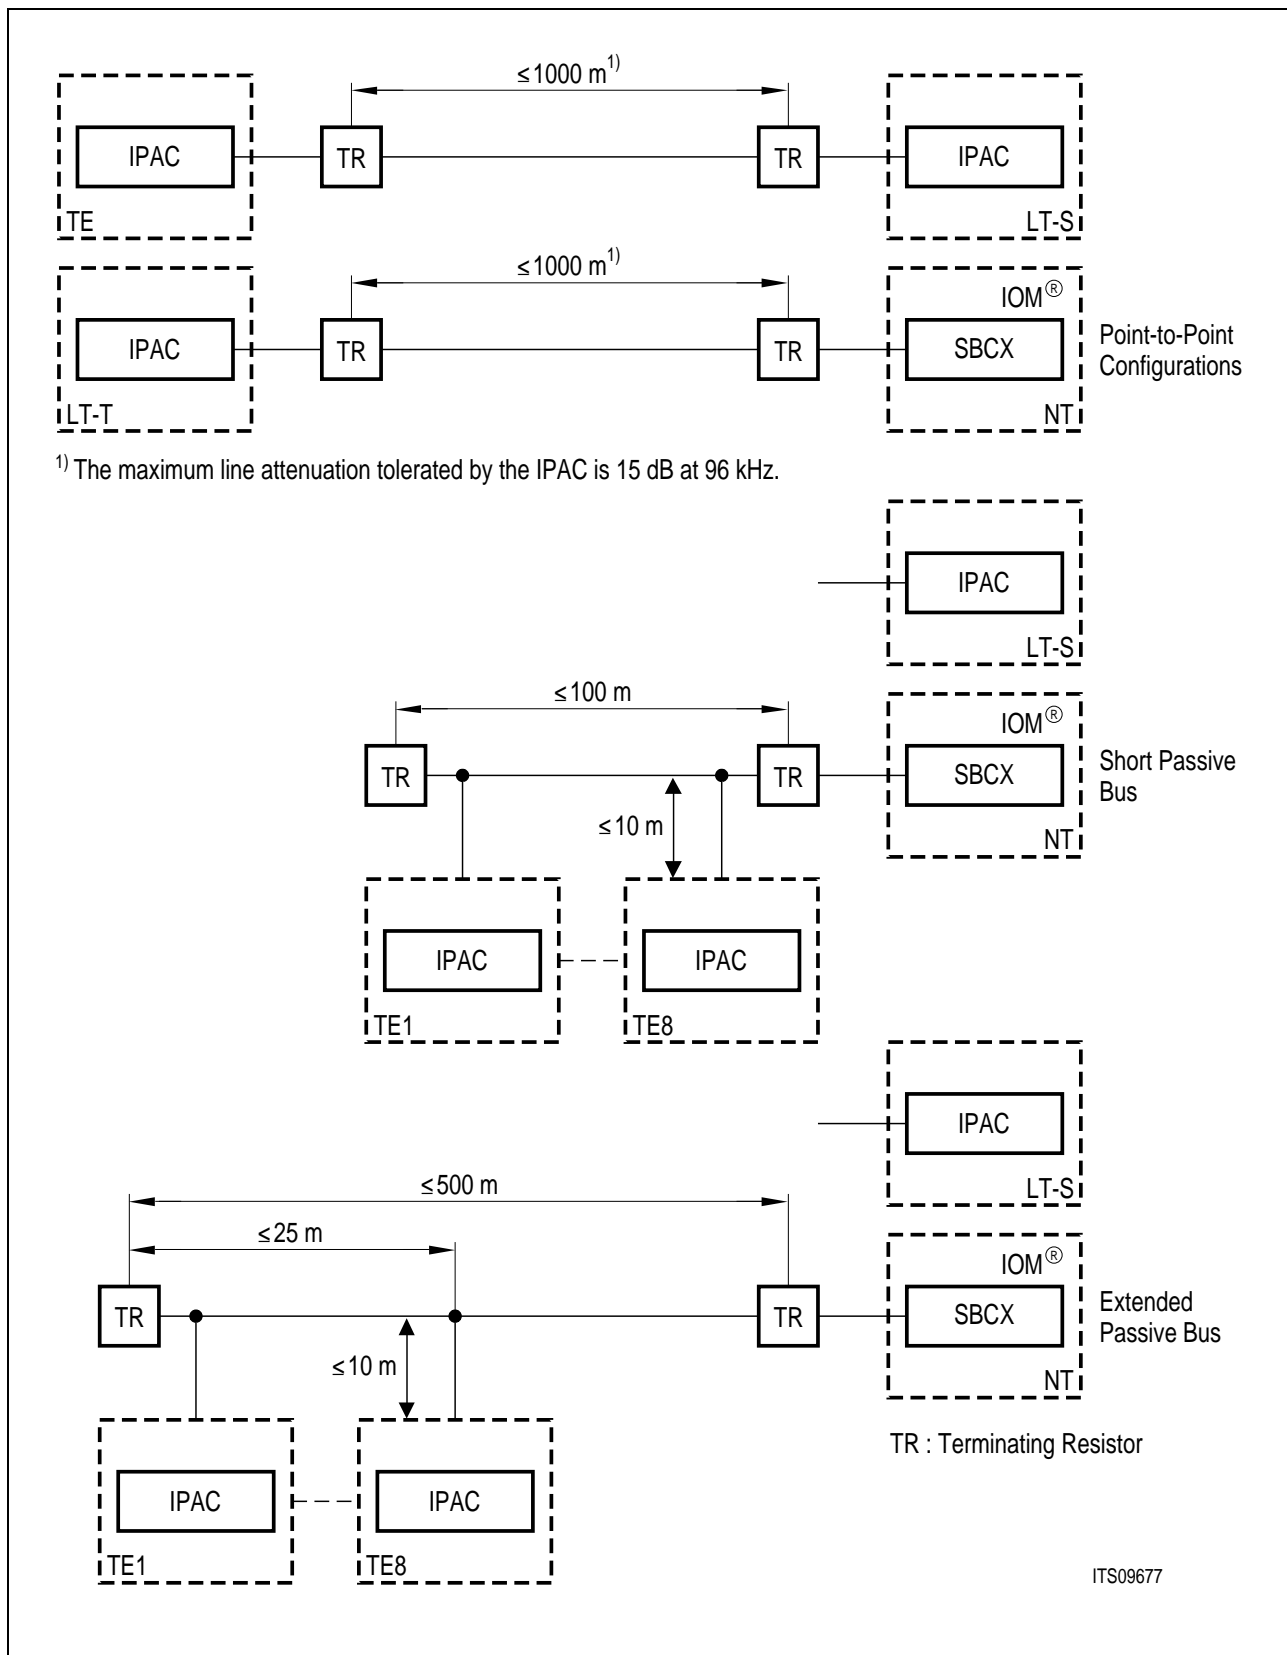 ≤1000 m1)
IPAC
TR
TR
IPAC
TE
LT-S
≤1000 m1)
IOM®
IPAC
TR
TR
SBCX
Point-to-Point
Configurations
LT-T
NT
1) The maximum line attenuation tolerated by the IPAC is 15 dB at 96 kHz.
IPAC
LT-S
≤100 m
IOM®
TR
TR
SBCX
Short Passive
Bus
≤10 m
NT
IPAC
IPAC
TE1
TE8
IPAC
LT-S
≤500 m
≤25 m
IOM®
TR
TR
SBCX
Extended
Passive Bus
≤10 m
NT
TR : Terminating Resistor
IPAC
IPAC
TE1
TE8
ITS09677